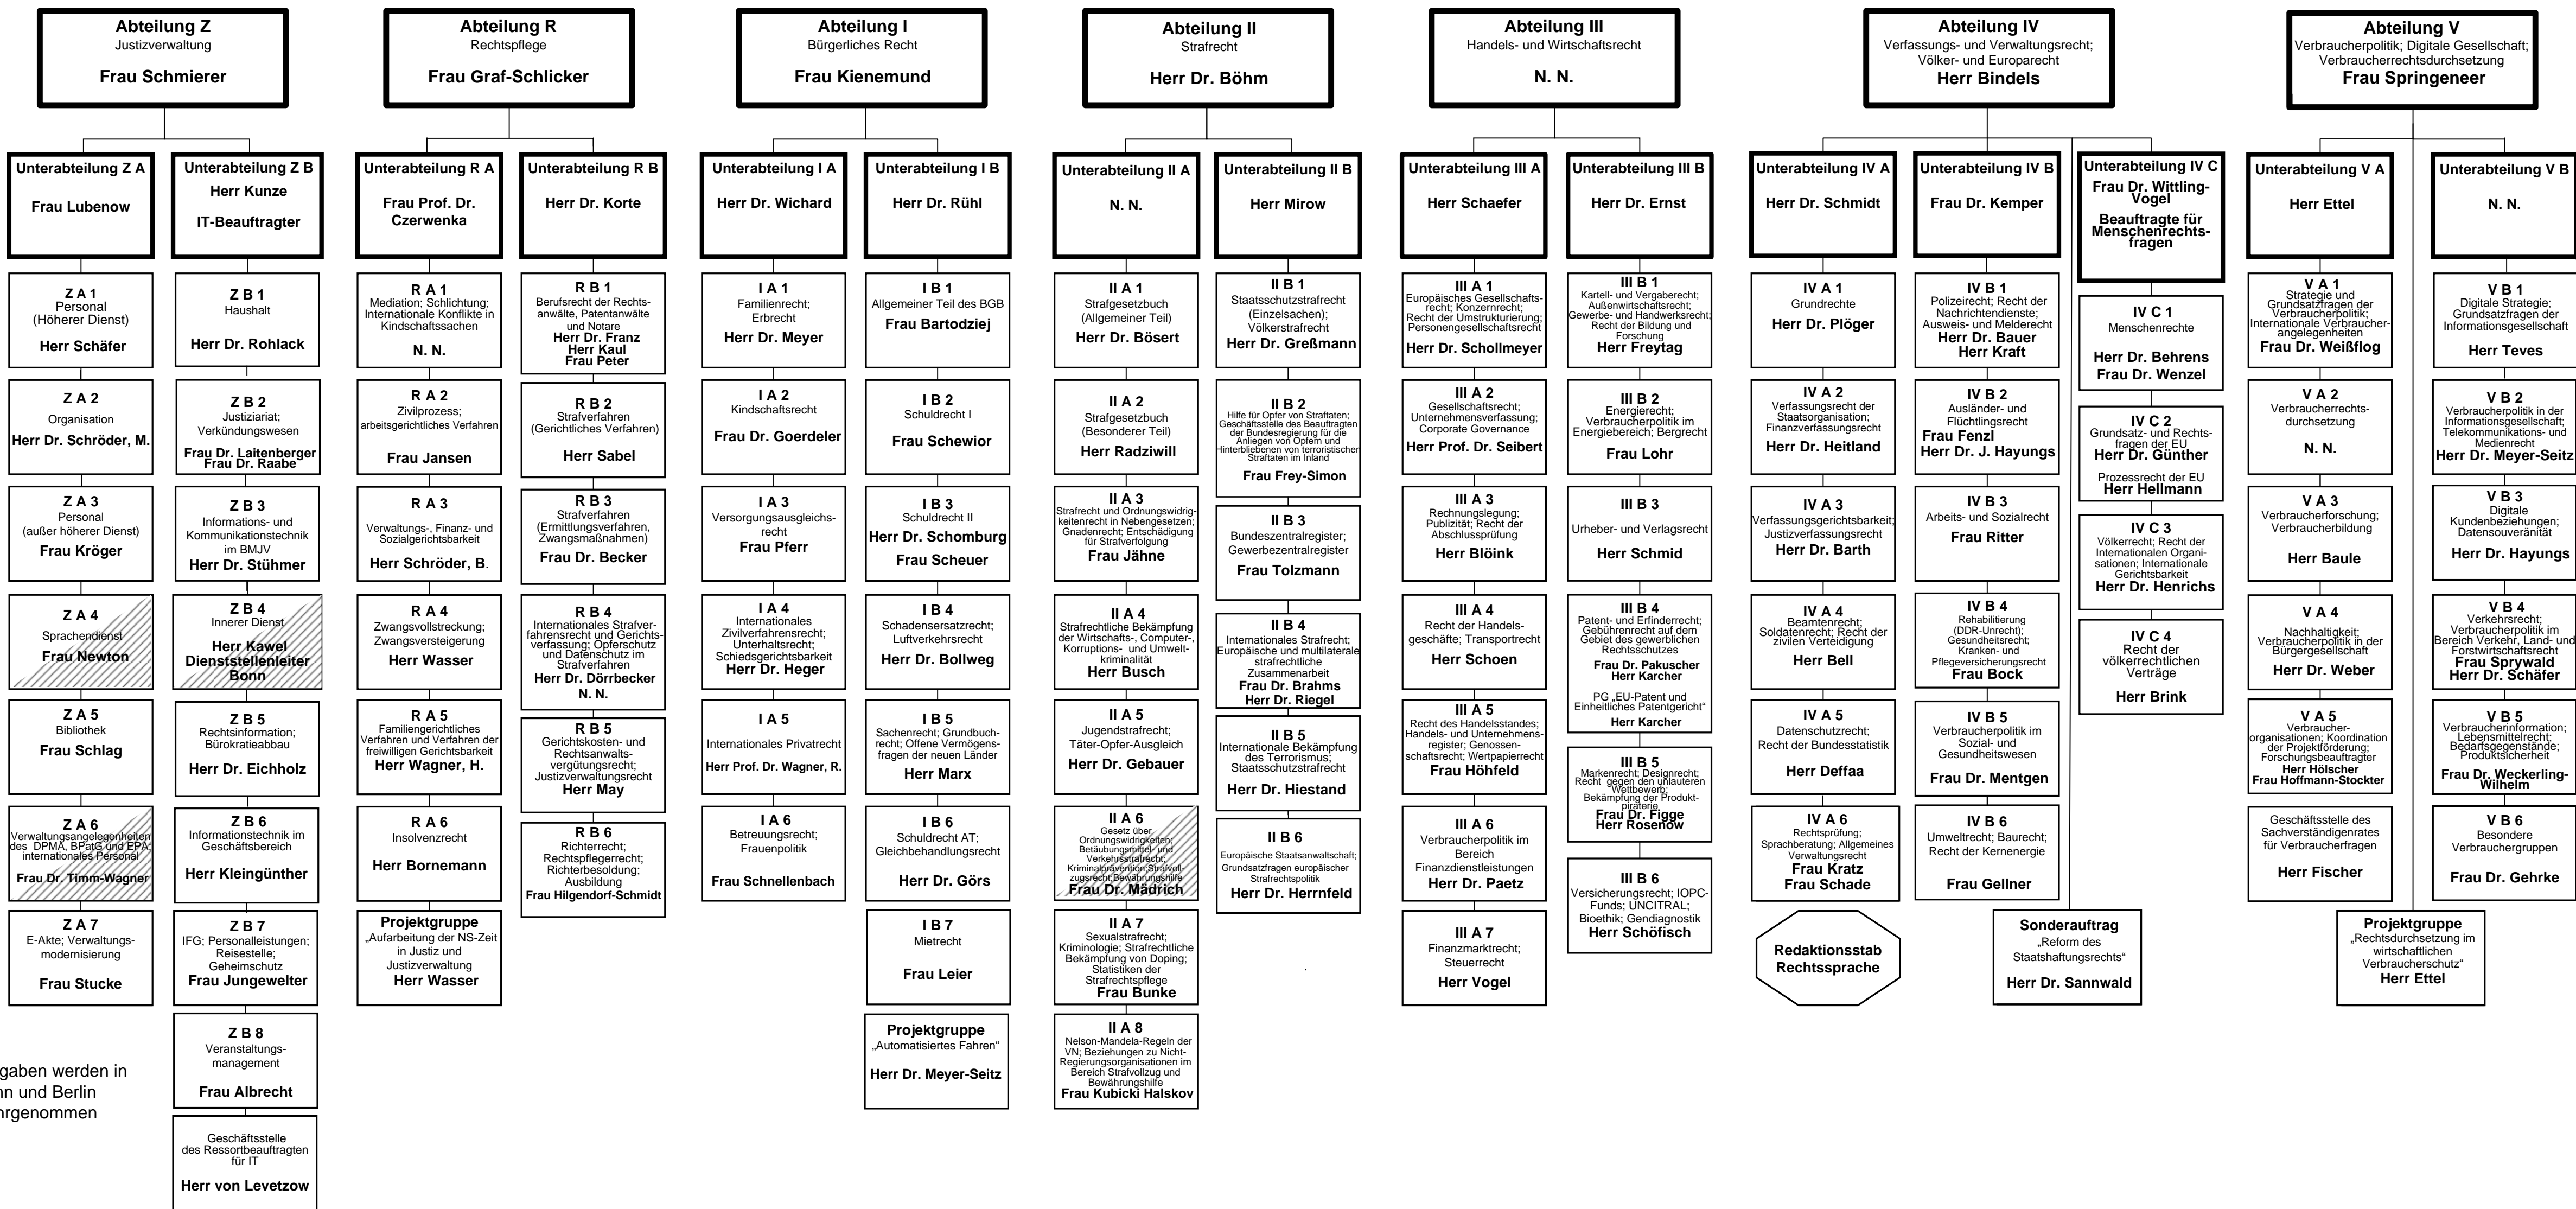 Abteilung Z
Justizverwaltung
Frau Schmierer
Unterabteilung Z A
Frau Lubenow
Z A 1
Personal
(Höherer Dienst)
Herr Schäfer
Z A 2
Organisation
Herr Dr. Schröder, M.
Z A 3
Personal
(außer höherer Dienst)
Frau Kröger
Z A 4
Sprachendienst
Frau Newton
Z A 5
Bibliothek
Frau Schlag
Z A 6
Verwaltungsangelegenheiten
des DPMA, BPatG und EPA;
internationales Personal
Frau Dr. Timm-Wagner
Z A 7
E-Akte; Verwaltungs-
modernisierung
Frau Stucke
gaben werden in
nn und Berlin
hrgenommen
Unterabteilung Z B
Herr Kunze
IT-Beauftragter
Z B 1
Haushalt
Herr Dr. Rohlack
Z B 2
Justiziariat;
Verkündungswesen
Frau Dr. Laitenberger
Frau Dr. Raabe
Z B 3
Informations- und
Kommunikationstechnik
im BMJV
Herr Dr. Stühmer
Z B 4
Innerer Dienst
Herr Kawel
Dienststellenleiter
Bonn
Z B 5
Rechtsinformation;
Bürokratieabbau
Herr Dr. Eichholz
Z B 6
Informationstechnik im
Geschäftsbereich
Herr Kleingünther
Z B 7
IFG; Personalleistungen;
Reisestelle;
Geheimschutz
Frau Jungewelter
Z B 8
Veranstaltungs-
management
Frau Albrecht
Geschäftsstelle
des Ressortbeauftragten
für IT
Herr von Levetzow
Abteilung R
Rechtspflege
Frau Graf-Schlicker
Unterabteilung R A
Frau Prof. Dr.
Czerwenka
R A 1
Mediation; Schlichtung;
Internationale Konflikte in
Kindschaftssachen
N. N.
R A 2
Zivilprozess;
arbeitsgerichtliches Verfahren
Frau Jansen
R A 3
Verwaltungs-, Finanz- und
Sozialgerichtsbarkeit
Herr Schröder, B.
R A 4
Zwangsvollstreckung;
Zwangsversteigerung
Herr Wasser
R A 5
Familiengerichtliches
Verfahren und Verfahren der
freiwilligen Gerichtsbarkeit
Herr Wagner, H.
R A 6
Insolvenzrecht
Herr Bornemann
Projektgruppe
„Aufarbeitung der NS-Zeit
in Justiz und
Justizverwaltung
Herr Wasser
Unterabteilung R B
Herr Dr. Korte
R B 1
Berufsrecht der Rechts-
anwälte, Patentanwälte
und Notare
Herr Dr. Franz
Herr Kaul
Frau Peter
R B 2
Strafverfahren
(Gerichtliches Verfahren)
Herr Sabel
R B 3
Strafverfahren
(Ermittlungsverfahren,
Zwangsmaßnahmen)
Frau Dr. Becker
R B 4
Internationales Strafver-
fahrensrecht und Gerichts-
verfassung; Opferschutz
und Datenschutz im
Strafverfahren
Herr Dr. Dörrbecker
N. N.
R B 5
Gerichtskosten- und
Rechtsanwalts-
vergütungsrecht;
Justizverwaltungsrecht
Herr May
R B 6
Richterrecht;
Rechtspflegerrecht;
Richterbesoldung;
Ausbildung
Frau Hilgendorf-Schmidt
Abteilung I
Bürgerliches Recht
Frau Kienemund
Unterabteilung I A
Herr Dr. Wichard
I A 1
Familienrecht;
Erbrecht
Herr Dr. Meyer
I A 2
Kindschaftsrecht
Frau Dr. Goerdeler
I A 3
Versorgungsausgleichs-
recht
Frau Pferr
I A 4
Internationales
Zivilverfahrensrecht;
Unterhaltsrecht;
Schiedsgerichtsbarkeit
Herr Dr. Heger
I A 5
Internationales Privatrecht
Herr Prof. Dr. Wagner, R.
I A 6
Betreuungsrecht;
Frauenpolitik
Frau Schnellenbach
Unterabteilung I B
Herr Dr. Rühl
I B 1
Allgemeiner Teil des BGB
Frau Bartodziej
I B 2
Schuldrecht I
Frau Schewior
I B 3
Schuldrecht II
Herr Dr. Schomburg
Frau Scheuer
I B 4
Schadensersatzrecht;
Luftverkehrsrecht
Herr Dr. Bollweg
I B 5
Sachenrecht; Grundbuch-
recht; Offene Vermögens-
fragen der neuen Länder
Herr Marx
I B 6
Schuldrecht AT;
Gleichbehandlungsrecht
Herr Dr. Görs
I B 7
Mietrecht
Frau Leier
Projektgruppe
„Automatisiertes Fahren“
Herr Dr. Meyer-Seitz
Abteilung II
Strafrecht
Herr Dr. Böhm
Unterabteilung II A
N. N.
II A 1
Strafgesetzbuch
(Allgemeiner Teil)
Herr Dr. Bösert
II A 2
Strafgesetzbuch
(Besonderer Teil)
Herr Radziwill
II A 3
Strafrecht und Ordnungswidrig-
keitenrecht in Nebengesetzen;
Gnadenrecht; Entschädigung
für Strafverfolgung
Frau Jähne
II A 4
Strafrechtliche Bekämpfung
der Wirtschafts-, Computer-,
Korruptions- und Umwelt-
kriminalität
Herr Busch
II A 5
Jugendstrafrecht;
Täter-Opfer-Ausgleich
Herr Dr. Gebauer
II A 6
Gesetz über
Ordnungswidrigkeiten;
Betäubungsmittel- und
Verkehrsstrafrecht;
Kriminalprävention;Strafvoll-
zugsrecht;Bewährungshilfe
Frau Dr. Mädrich
II A 7
Sexualstrafrecht;
Kriminologie; Strafrechtliche
Bekämpfung von Doping;
Statistiken der
Strafrechtspflege
Frau Bunke
II A 8
Nelson-Mandela-Regeln der
VN; Beziehungen zu Nicht-
Regierungsorganisationen im
Bereich Strafvollzug und
Bewährungshilfe
Frau Kubicki Halskov
Unterabteilung II B
Herr Mirow
II B 1
Staatsschutzstrafrecht
(Einzelsachen);
Völkerstrafrecht
Herr Dr. Greßmann
II B 2
Hilfe für Opfer von Straftaten;
Geschäftsstelle des Beauftragten
der Bundesregierung für die
Anliegen von Opfern und
Hinterbliebenen von terroristischen
Straftaten im Inland
Frau Frey-Simon
II B 3
Bundeszentralregister;
Gewerbezentralregister
Frau Tolzmann
II B 4
Internationales Strafrecht;
Europäische und multilaterale
strafrechtliche
Zusammenarbeit
Frau Dr. Brahms
Herr Dr. Riegel
II B 5
Internationale Bekämpfung
des Terrorismus;
Staatsschutzstrafrecht
Herr Dr. Hiestand
II B 6
Europäische Staatsanwaltschaft;
Grundsatzfragen europäischer
Strafrechtspolitik
Herr Dr. Herrnfeld
Abteilung III
Handels- und Wirtschaftsrecht
N. N.
Unterabteilung III A
Herr Schaefer
III A 1
Europäisches Gesellschafts-
recht; Konzernrecht;
Recht der Umstrukturierung;
Personengesellschaftsrecht
Herr Dr. Schollmeyer
III A 2
Gesellschaftsrecht;
Unternehmensverfassung;
Corporate Governance
Herr Prof. Dr. Seibert
III A 3
Rechnungslegung;
Publizität; Recht der
Abschlussprüfung
Herr Blöink
III A 4
Recht der Handels-
geschäfte; Transportrecht
Herr Schoen
III A 5
Recht des Handelsstandes;
Handels- und Unternehmens-
register; Genossen-
schaftsrecht; Wertpapierrecht
Frau Höhfeld
III A 6
Verbraucherpolitik im
Bereich
Finanzdienstleistungen
Herr Dr. Paetz
III A 7
Finanzmarktrecht;
Steuerrecht
Herr Vogel
Unterabteilung III B
Herr Dr. Ernst
III B 1
Kartell- und Vergaberecht;
Außenwirtschaftsrecht;
Gewerbe- und Handwerksrecht;
Recht der Bildung und
Forschung
Herr Freytag
III B 2
Energierecht;
Verbraucherpolitik im
Energiebereich; Bergrecht
Frau Lohr
III B 3
Urheber- und Verlagsrecht
Herr Schmid
III B 4
Patent- und Erfinderrecht;
Gebührenrecht auf dem
Gebiet des gewerblichen
Rechtsschutzes
Frau Dr. Pakuscher
Herr Karcher
PG „EU-Patent und
Einheitliches Patentgericht“
Herr Karcher
III B 5
Markenrecht; Designrecht;
Recht gegen den unlauteren
Wettbewerb;
Bekämpfung der Produkt-
piraterie
Frau Dr. Figge
Herr Rosenow
III B 6
Versicherungsrecht; IOPC-
Funds; UNCITRAL;
Bioethik; Gendiagnostik
Herr Schöfisch
Abteilung IV
Verfassungs- und Verwaltungsrecht;
Völker- und Europarecht
Herr Bindels
Unterabteilung IV A
Herr Dr. Schmidt
IV A 1
Grundrechte
Herr Dr. Plöger
IV A 2
Verfassungsrecht der
Staatsorganisation;
Finanzverfassungsrecht
Herr Dr. Heitland
IV A 3
Verfassungsgerichtsbarkeit;
Justizverfassungsrecht
Herr Dr. Barth
IV A 4
Beamtenrecht;
Soldatenrecht; Recht der
zivilen Verteidigung
Herr Bell
IV A 5
Datenschutzrecht;
Recht der Bundesstatistik
Herr Deffaa
IV A 6
Rechtsprüfung;
Sprachberatung; Allgemeines
Verwaltungsrecht
Frau Kratz
Frau Schade
Redaktionsstab
Rechtssprache
Unterabteilung IV B
Frau Dr. Kemper
IV B 1
Polizeirecht; Recht der
Nachrichtendienste;
Ausweis- und Melderecht
Herr Dr. Bauer
Herr Kraft
IV B 2
Ausländer- und
Flüchtlingsrecht
Frau Fenzl
Herr Dr. J. Hayungs
IV B 3
Arbeits- und Sozialrecht
Frau Ritter
IV B 4
Rehabilitierung
(DDR-Unrecht);
Gesundheitsrecht;
Kranken- und
Pflegeversicherungsrecht
Frau Bock
IV B 5
Verbraucherpolitik im
Sozial- und
Gesundheitswesen
Frau Dr. Mentgen
IV B 6
Umweltrecht; Baurecht;
Recht der Kernenergie
Frau Gellner
Sonderauftrag
„Reform des
Staatshaftungsrechts“
Herr Dr. Sannwald
Unterabteilung IV C
Frau Dr. Wittling-
Vogel
Beauftragte für
Menschenrechts-
fragen
IV C 1
Menschenrechte
Herr Dr. Behrens
Frau Dr. Wenzel
IV C 2
Grundsatz- und Rechts-
fragen der EU
Herr Dr. Günther
Prozessrecht der EU
Herr Hellmann
IV C 3
Völkerrecht; Recht der
Internationalen Organi-
sationen; Internationale
Gerichtsbarkeit
Herr Dr. Henrichs
IV C 4
Recht der
völkerrechtlichen
Verträge
Herr Brink
Abteilung V
Verbraucherpolitik; Digitale Gesellschaft;
Verbraucherrechtsdurchsetzung
Frau Springeneer
Unterabteilung V A
Herr Ettel
V A 1
Strategie und
Grundsatzfragen der
Verbraucherpolitik;
Internationale Verbraucher-
angelegenheiten
Frau Dr. Weißflog
V A 2
Verbraucherrechts-
durchsetzung
N. N.
V A 3
Verbraucherforschung;
Verbraucherbildung
Herr Baule
V A 4
Nachhaltigkeit;
Verbraucherpolitik in der
Bürgergesellschaft
Herr Dr. Weber
V A 5
Verbraucher-
organisationen; Koordination
der Projektförderung;
Forschungsbeauftragter
Herr Hölscher
Frau Hoffmann-Stockter
Geschäftsstelle des
Sachverständigenrates
für Verbraucherfragen
Herr Fischer
Projektgruppe
„Rechtsdurchsetzung im
wirtschaftlichen
Verbraucherschutz“
Herr Ettel
Unterabteilung V B
N. N.
V B 1
Digitale Strategie;
Grundsatzfragen der
Informationsgesellschaft
Herr Teves
V B 2
Verbraucherpolitik in der
Informationsgesellschaft;
Telekommunikations- und
Medienrecht
Herr Dr. Meyer-Seitz
V B 3
Digitale
Kundenbeziehungen;
Datensouveränität
Herr Dr. Hayungs
V B 4
Verkehrsrecht;
Verbraucherpolitik im
Bereich Verkehr, Land- und
Forstwirtschaftsrecht
Frau Sprywald
Herr Dr. Schäfer
V B 5
Verbraucherinformation;
Lebensmittelrecht;
Bedarfsgegenstände;
Produktsicherheit
Frau Dr. Weckerling-
Wilhelm
V B 6
Besondere
Verbrauchergruppen
Frau Dr. Gehrke